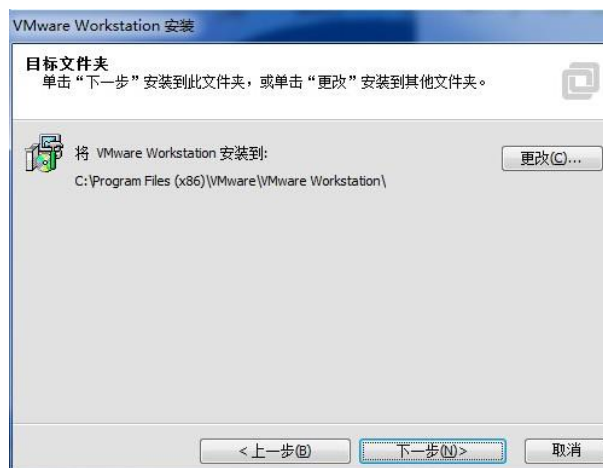 VMware Workstation 安装
目标文件夹
单击“下一步”安装到此文件夹，或单击“更改”安装到其他文件夹。
将 VMware Workstation 安装到:
更改(C)...
C:\Program Files (x86)\VMware\VMware Workstation\
<上一步(B)
下一步(N)>
取消